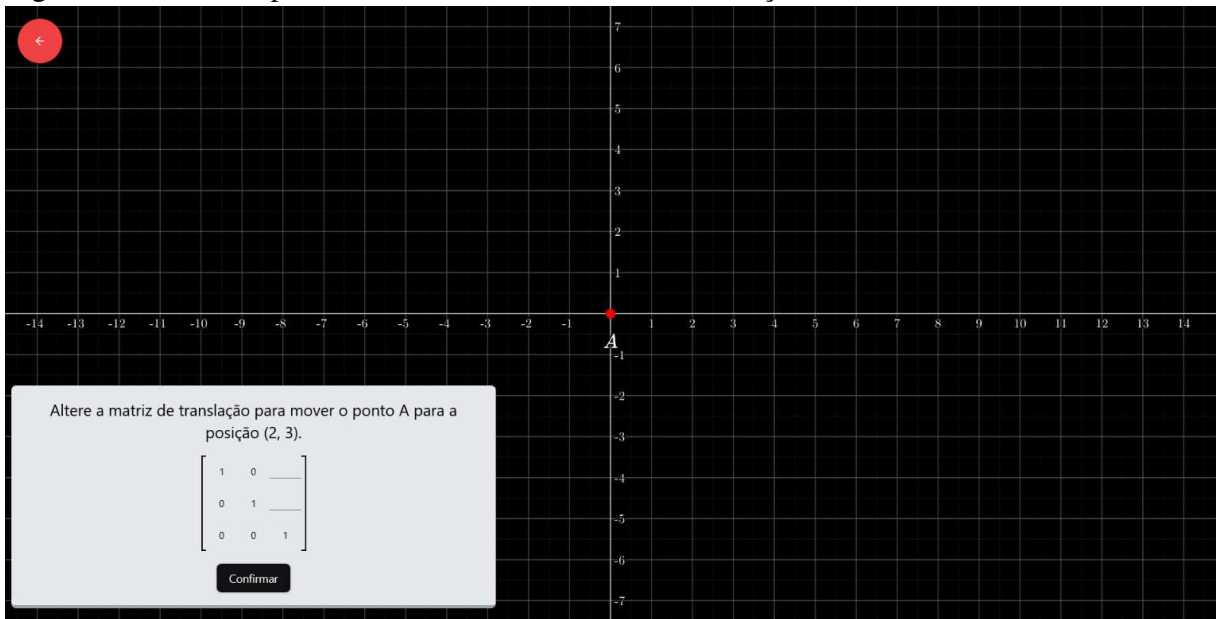 7
6
5
4
3
2
1
-14 -13 -12 -11 -10 -9 -8 -7 -6 -5 -4 -3 -2 -1 1 2 3 4 5 6 7 8 9 10 11 12 13 14
A
-1
-2
Altere a matriz de translação para mover o ponto A para a
posição (2, 3).
-3
1 0 ___
-4
0 1 ___
-5
0 0 1
-6
Confirmar
-7